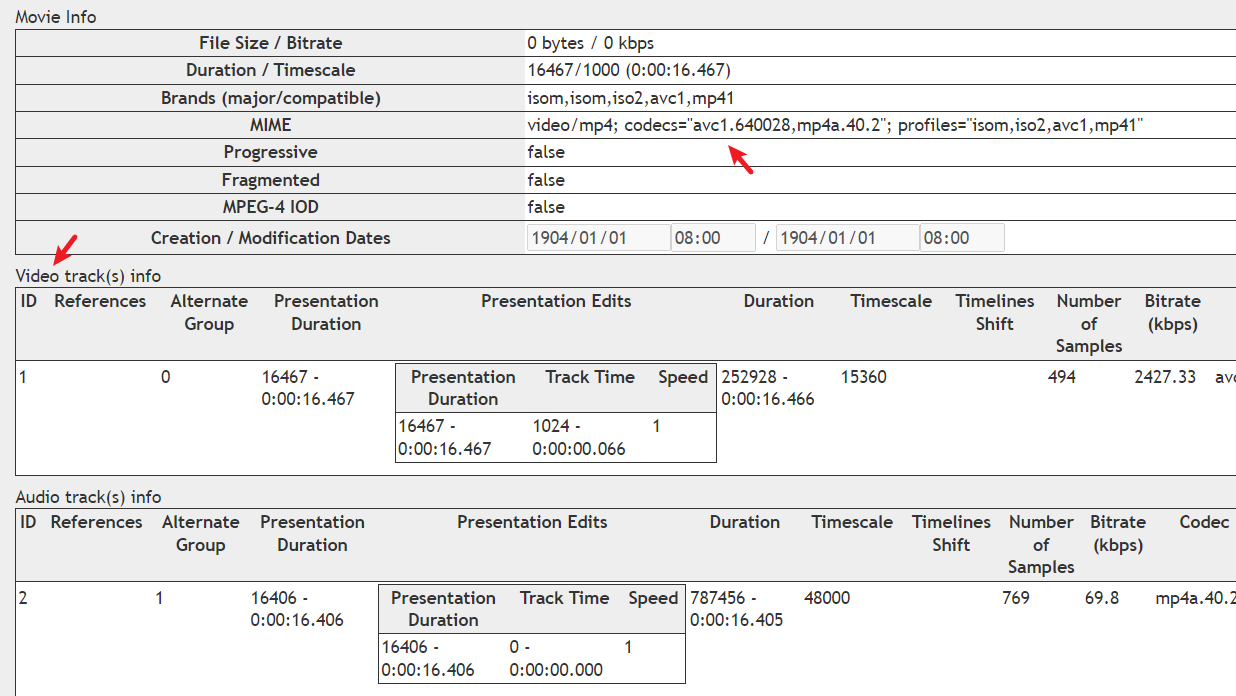 Movie Info
File Size / Bitrate 0 bytes / 0 kbps
Duration / Timescale 16467/1000 (0:00:16.467)
Brands (major/compatible) isom,isom,iso2,avc1,mp41
MIME video/mp4; codecs="avc1.640028,mp4a.40.2"; profiles="isom,iso2,avc1,mp41"
Progressive false
Fragmented false
MPEG-4 IOD false
Creation / Modification Dates 1904/01/01 08:00 / 1904/01/01 08:00
Video track(s) info
ID References Alternate Presentation Presentation Edits Duration Timescale Timelines Number Bitrate
Group Duration Shift of (kbps)
Samples
1 0 16467 - Presentation Track Time Speed 252928 - 15360 494 2427.33 avc
0:00:16.467 Duration 0:00:16.466
16467 - 1024 - 1
0:00:16.467 0:00:00.066
Audio track(s) info
ID References Alternate Presentation Presentation Edits Duration Timescale Timelines Number Bitrate Codec
Group Duration Shift of (kbps)
Samples
2 1 16406 - Presentation Track Time Speed 787456 - 48000 769 69.8 mp4a.40.2
0:00:16.406 Duration 0:00:16.405
16406 - 0 - 1
0:00:16.406 0:00:00.000